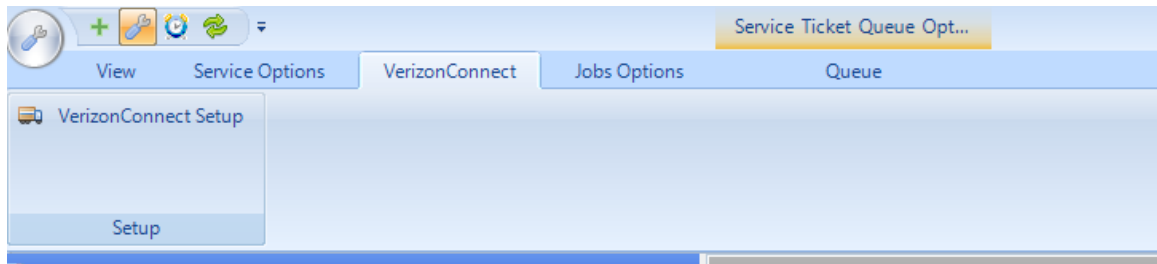 Service Ticket Queue Opt...
View Service Options VerizonConnect Jobs Options Queue
VerizonConnect Setup
Setup